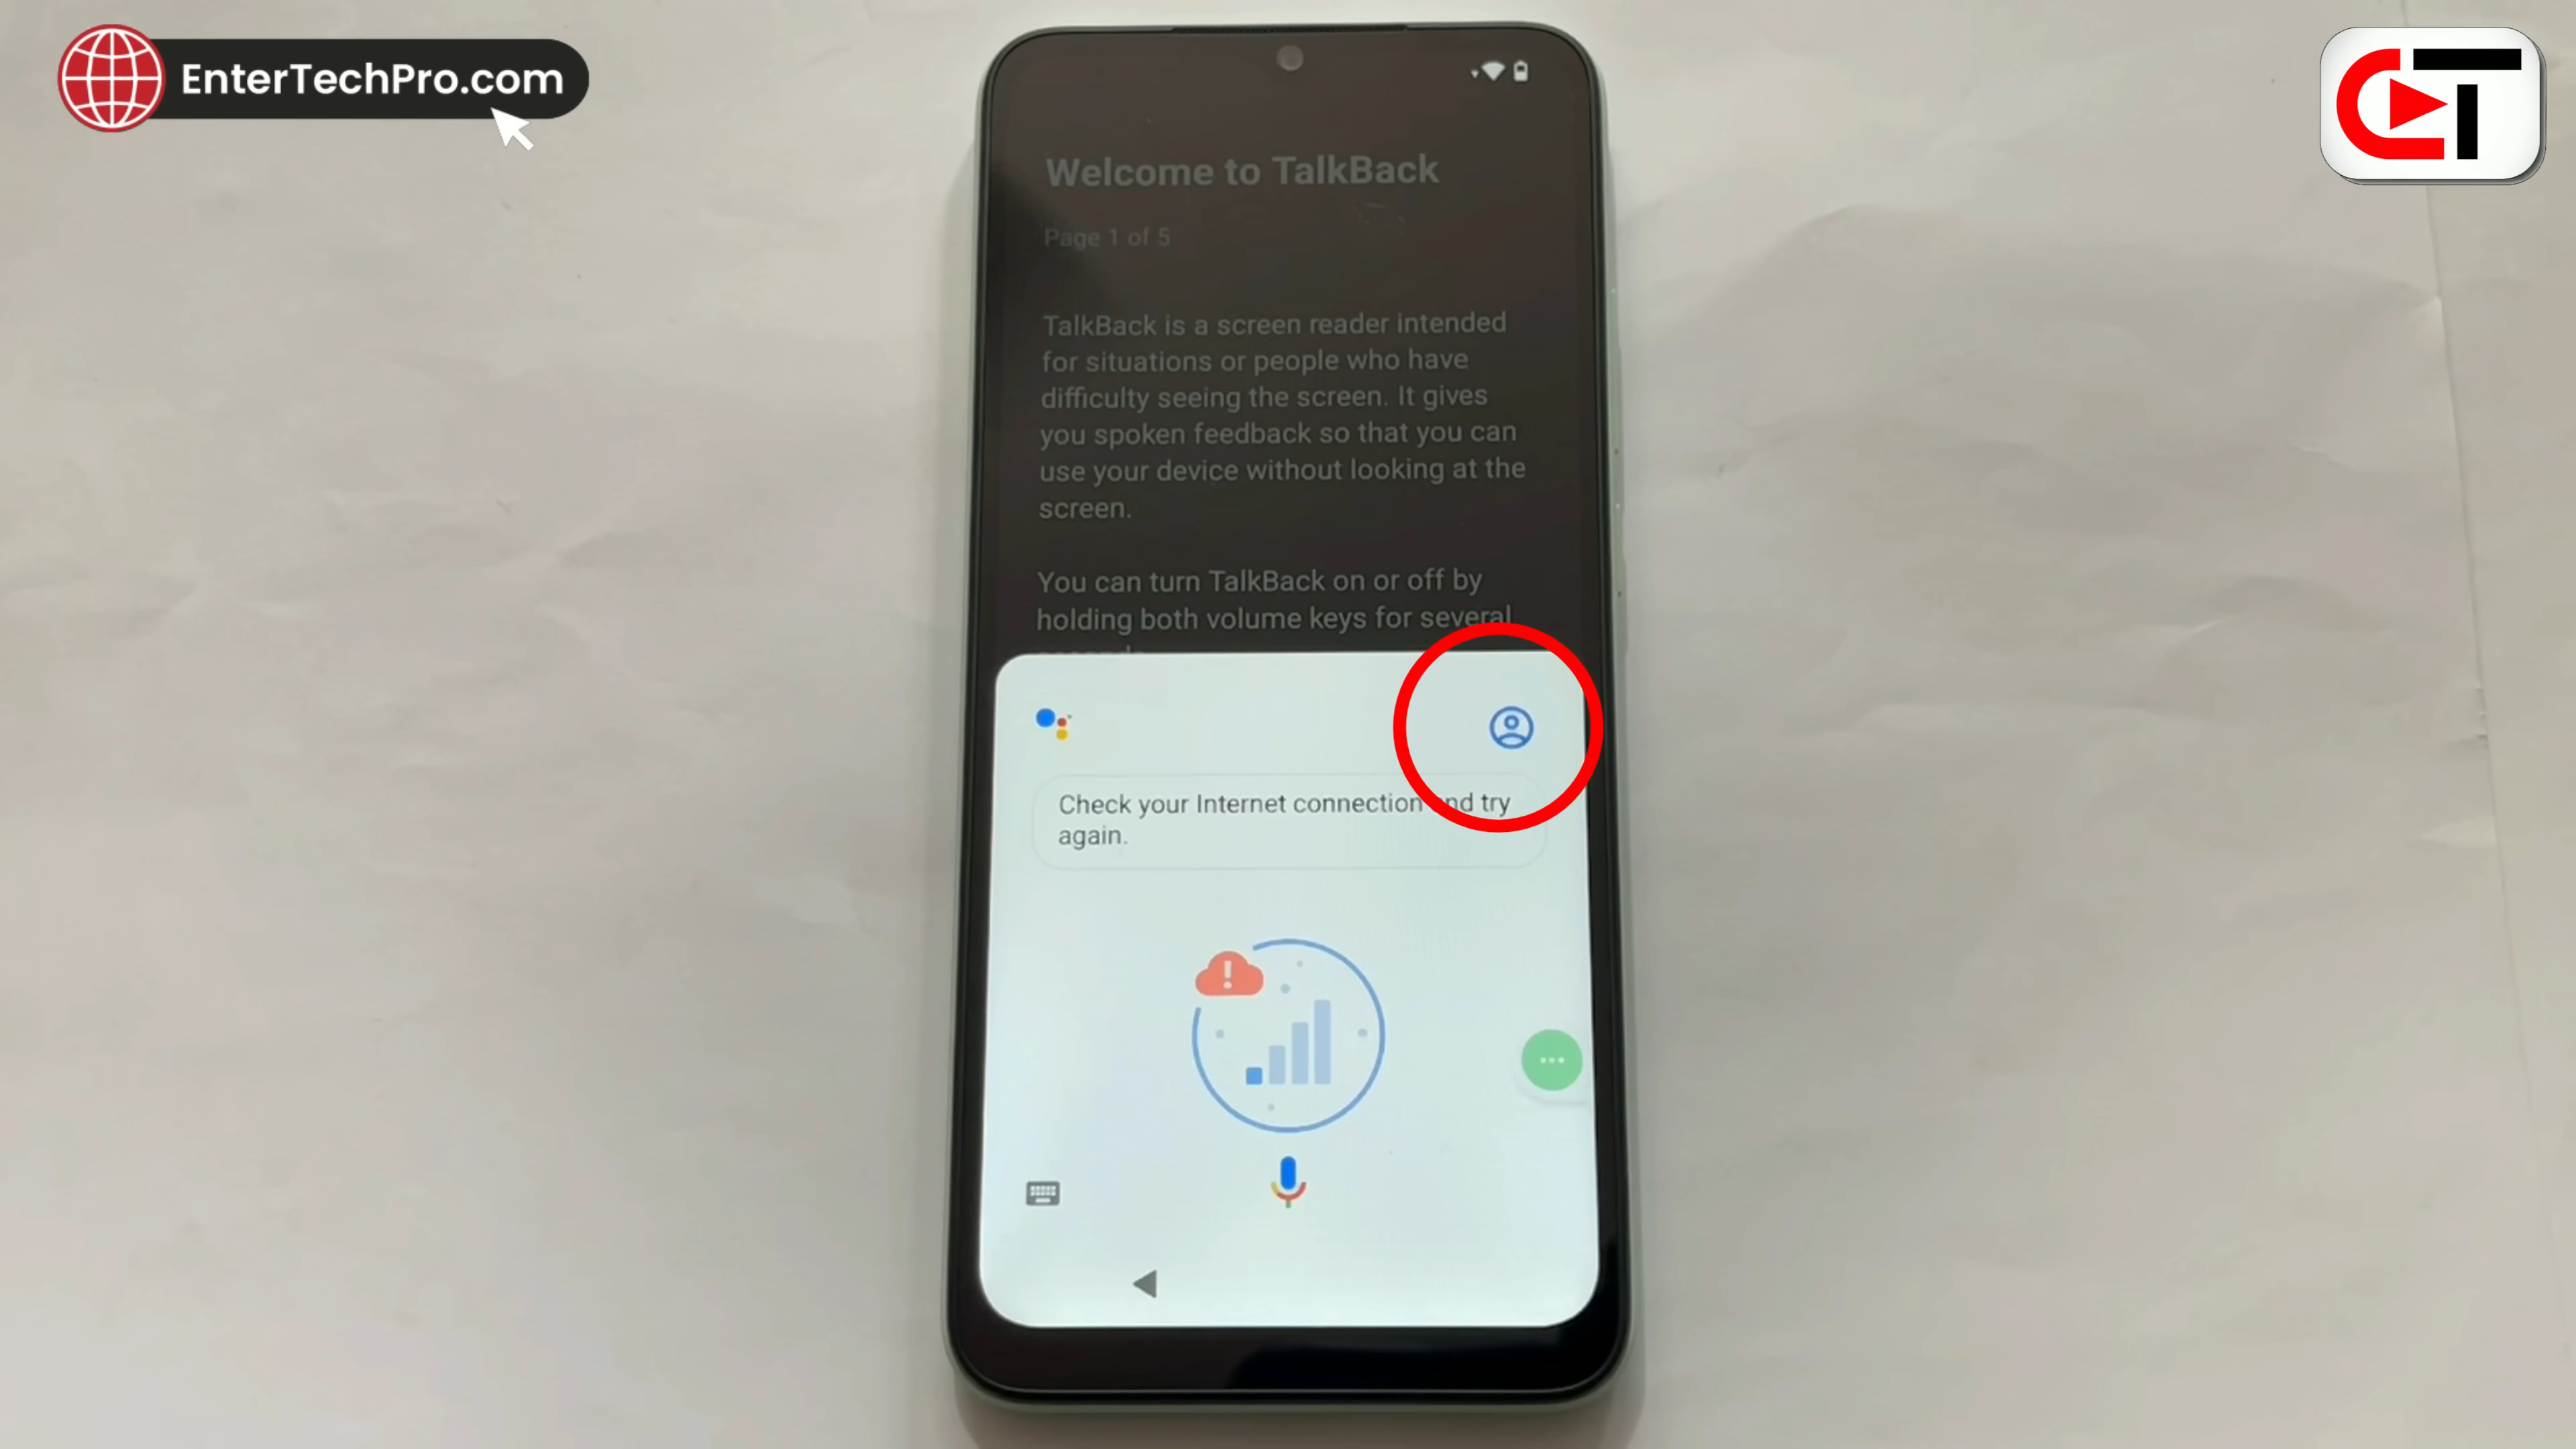 EnterTechPro.com
Welcome to TalkBack
Page 1 of 5
TalkBack is a screen reader intended
for situations or people who have
difficulty seeing the screen. It gives
you spoken feedback so that you can
use your device without looking at the
screen.
You can turn TalkBack on or off by
holding both volume keys for several
Check your Internet connection and try
again.